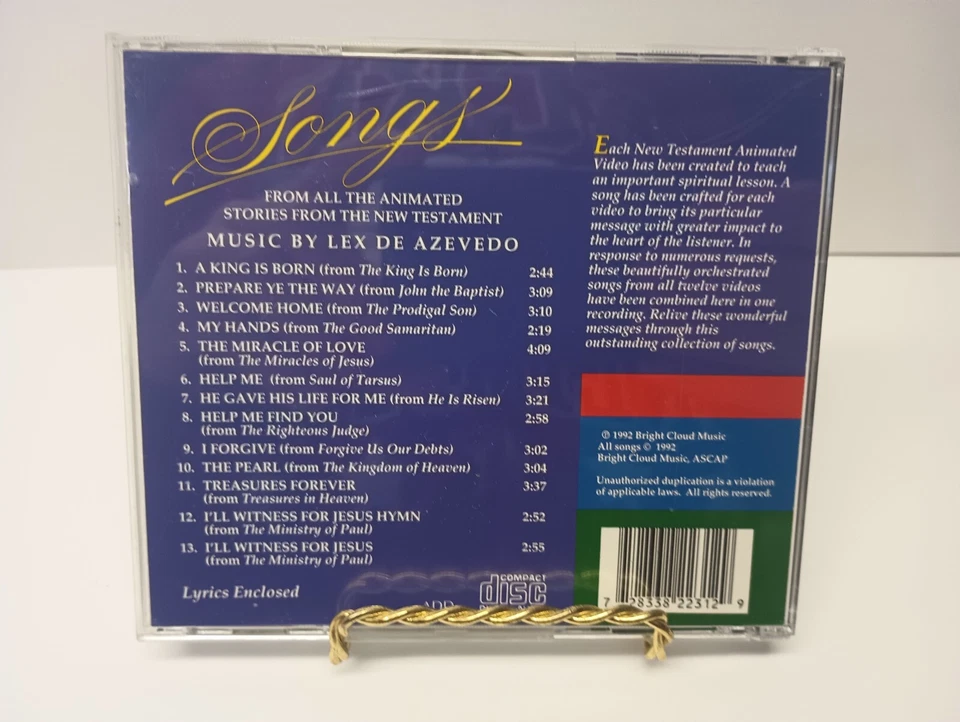 Songs
FROM ALL THE ANIMATED
STORIES FROM THE NEW TESTAMENT
MUSIC BY LEX DE AZEVEDO
1. A KING IS BORN (from The King Is Born) 2:44
2. PREPARE YE THE WAY (from John the Baptist) 3:09
3. WELCOME HOME (from The Prodigal Son) 3:10
4. MY HANDS (from The Good Samaritan) 2:19
5. THE MIRACLE OF LOVE 4:09
(from The Miracles of Jesus)
6. HELP ME (from Saul of Tarsus) 3:15
7. HE GAVE HIS LIFE FOR ME (from He Is Risen) 3:21
8. HELP ME FIND YOU 2:58
(from The Righteous Judge)
9. I FORGIVE (from Forgive Us Our Debts) 3:02
10. THE PEARL (from The Kingdom of Heaven) 3:04
11. TREASURES FOREVER 3:37
(from Treasures in Heaven)
12. I'LL WITNESS FOR JESUS HYMN 2:52
(from The Ministry of Paul)
13. I'LL WITNESS FOR JESUS 2:55
(from The Ministry of Paul)
Lyrics Enclosed
COMPACT
disc
Each New Testament Animated
Video has been created to teach
an important spiritual lesson. A
song has been crafted for each
video to bring its particular
message with greater impact to
the heart of the listener. In
response to numerous requests,
these beautifully orchestrated
songs from all twelve videos
have been combined here in one
recording. Relive these wonderful
messages through this
outstanding collection of songs.
℗ 1992 Bright Cloud Music
All songs © 1992
Bright Cloud Music, ASCAP
Unauthorized duplication is a violation
of applicable laws. All rights reserved.
7 28338 22312 9